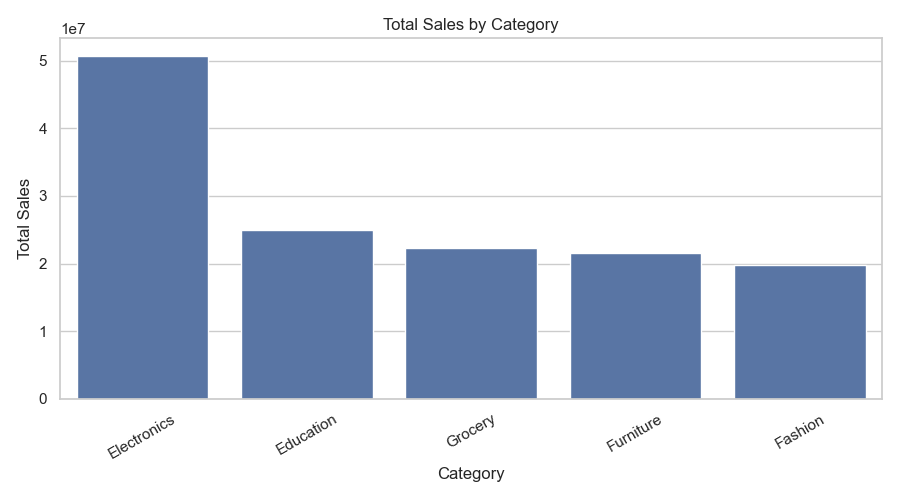 Total Sales by Category
1e7
5
4
3
2
1
0
Total Sales
Electronics
Education
Grocery
Furniture
Fashion
Category